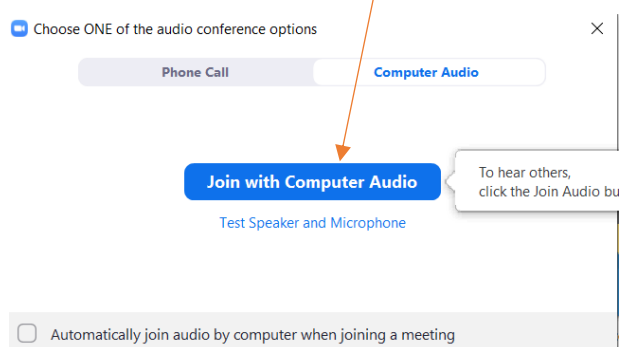 Choose ONE of the audio conference options
Phone Call
Computer Audio
Join with Computer Audio
To hear others,
click the Join Audio
Test Speaker and Microphone
Automatically join audio by computer when joining a meeting